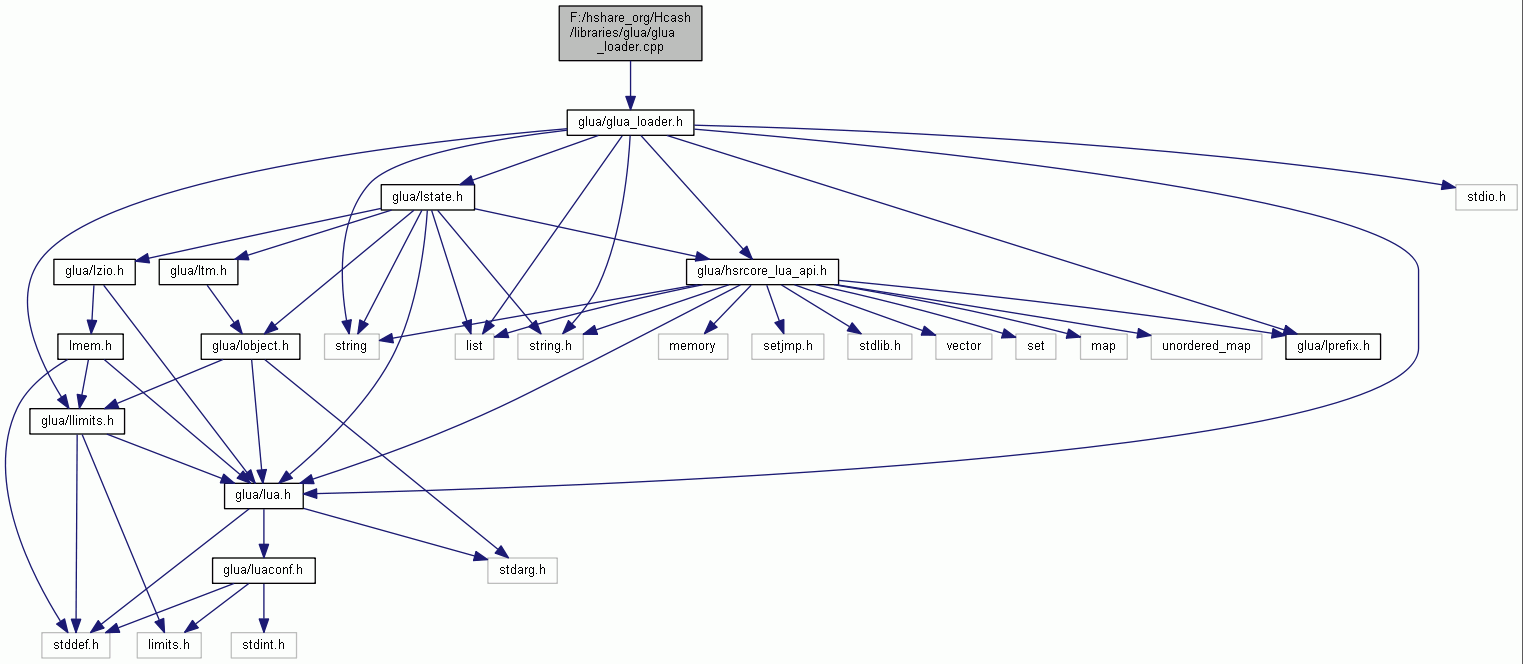 F:/hshare_org/Hcash
/libraries/glua/glua
_loader.cpp
glua/glua_loader.h
glua/lstate.h
stdio.h
glua/lzio.h
glua/ltm.h
glua/hsrcore_lua_api.h
lmem.h
glua/lobject.h
string
list
string.h
memory
setjmp.h
stdlib.h
vector
set
map
unordered_map
glua/lprefix.h
glua/llimits.h
glua/lua.h
glua/luaconf.h
stdarg.h
stddef.h
limits.h
stdint.h